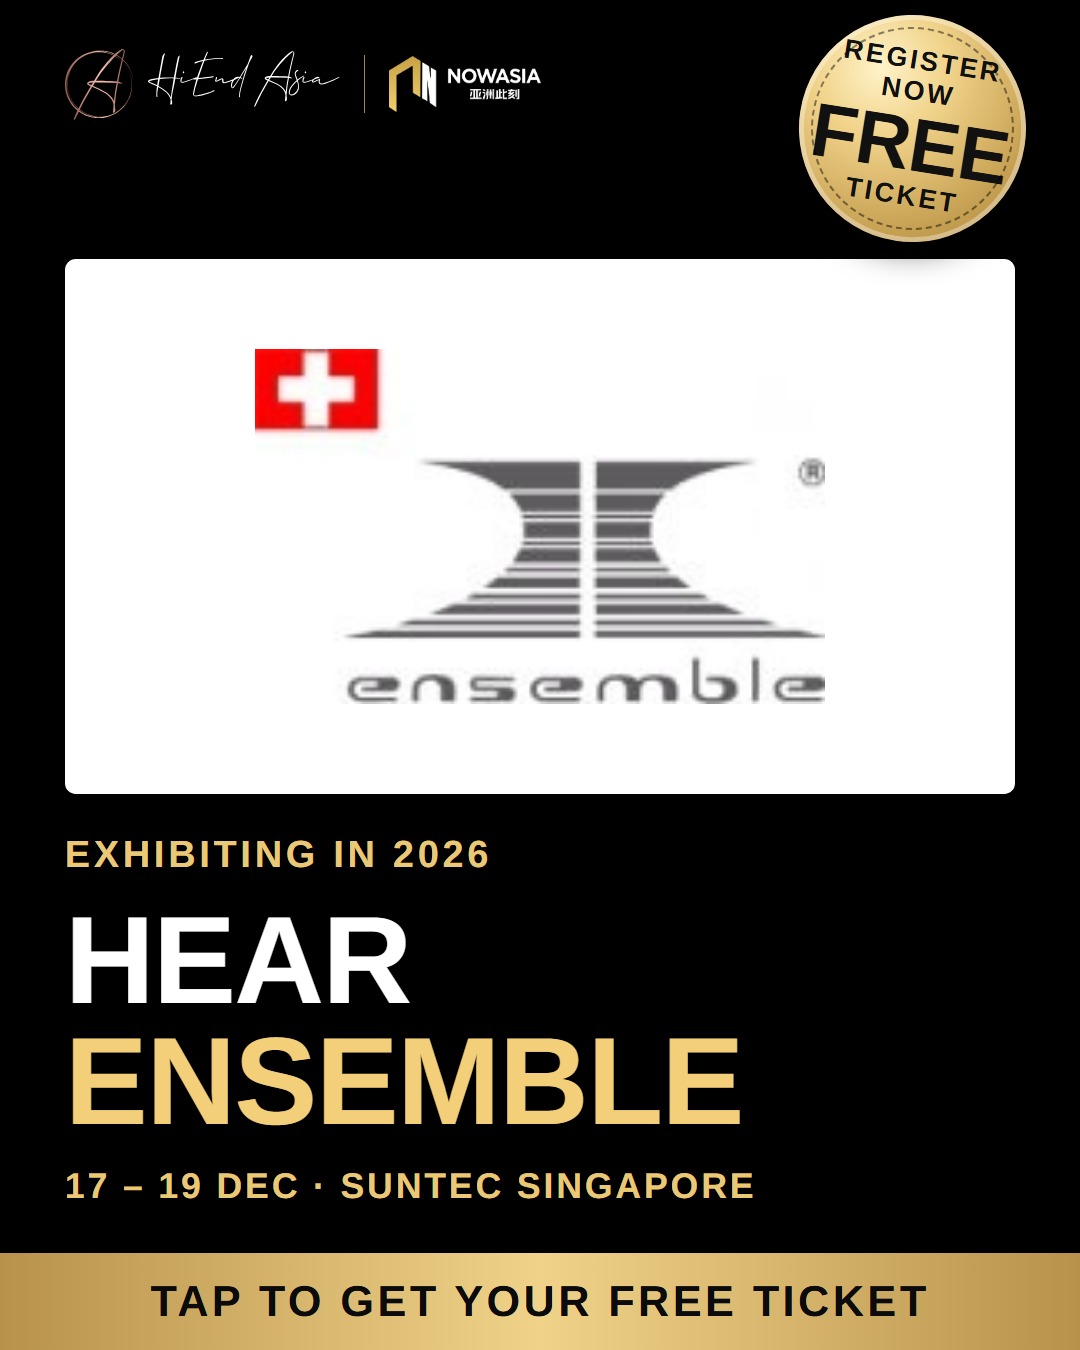 HiEnd Asia
NOWASIA
亚洲此刻
REGISTER
NOW
FREE
TICKET
®
ensemble
EXHIBITING IN 2026
HEAR
ENSEMBLE
17 – 19 DEC · SUNTEC SINGAPORE
TAP TO GET YOUR FREE TICKET